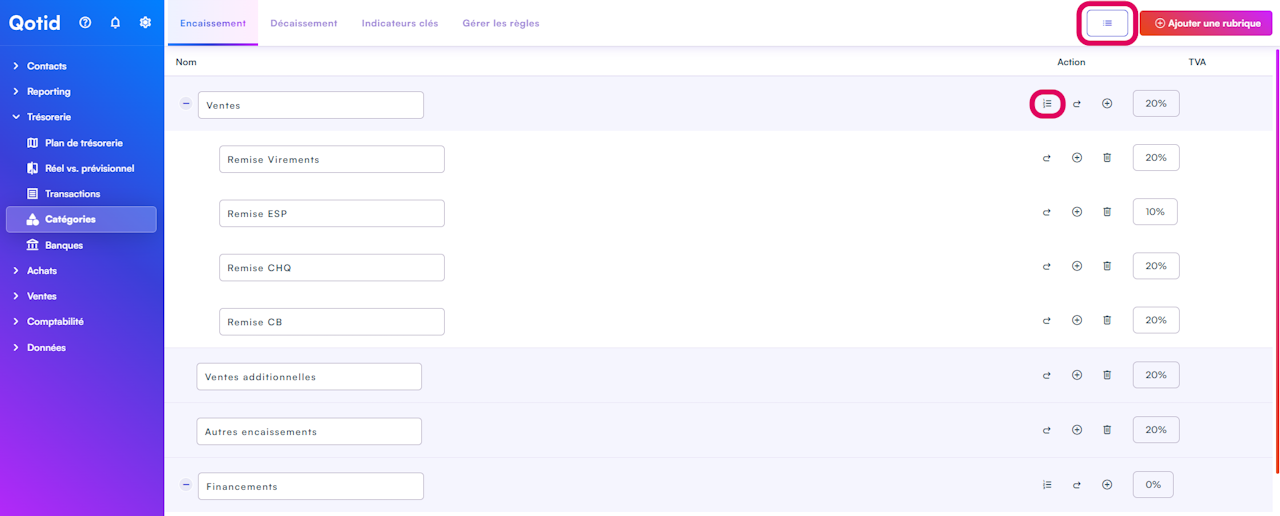 Qotid
Encaissement Décaissement Indicateurs clés Gérer les règles Ajouter une rubrique
Nom Action TVA
Contacts
Reporting
Trésorerie
Plan de trésorerie
Réel vs. prévisionnel
Transactions
Catégories
Banques
Achats
Ventes
Comptabilité
Données
Ventes 20%
Remise Virements 20%
Remise ESP 10%
Remise CHQ 20%
Remise CB 20%
Ventes additionnelles 20%
Autres encaissements 20%
Financements 0%